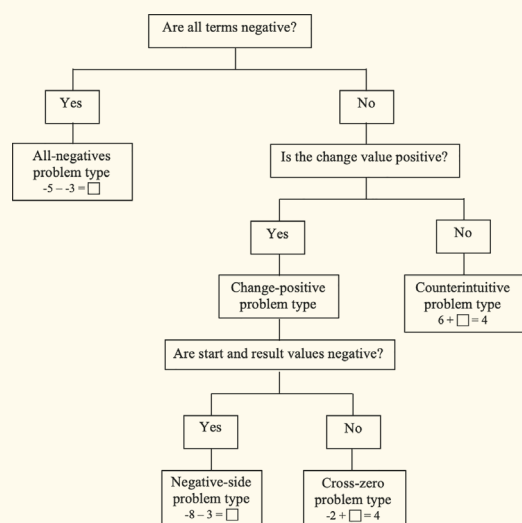 Are all terms negative?
Yes
No
All-negatives
problem type
-5 – -3 = □
Is the change value positive?
Yes
No
Change-positive
problem type
Counterintuitive
problem type
6 + □ = 4
Are start and result values negative?
Yes
No
Negative-side
problem type
-8 – 3 = □
Cross-zero
problem type
-2 + □ = 4